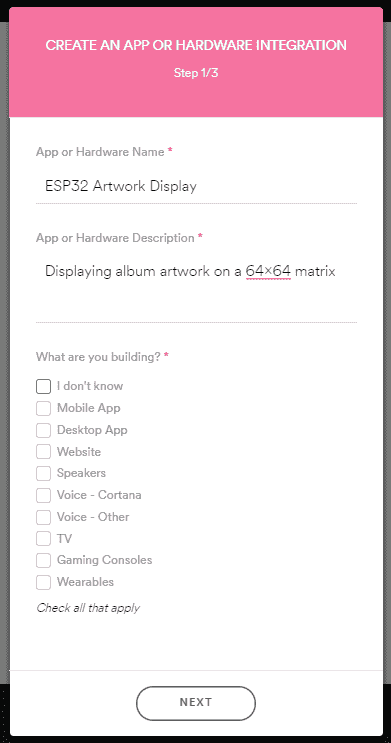 CREATE AN APP OR HARDWARE INTEGRATION
Step 1/3
App or Hardware Name *
ESP32 Artwork Display
App or Hardware Description *
Displaying album artwork on a 64×64 matrix
What are you building? *
I don't know
Mobile App
Desktop App
Website
Speakers
Voice - Cortana
Voice - Other
TV
Gaming Consoles
Wearables
Check all that apply
NEXT